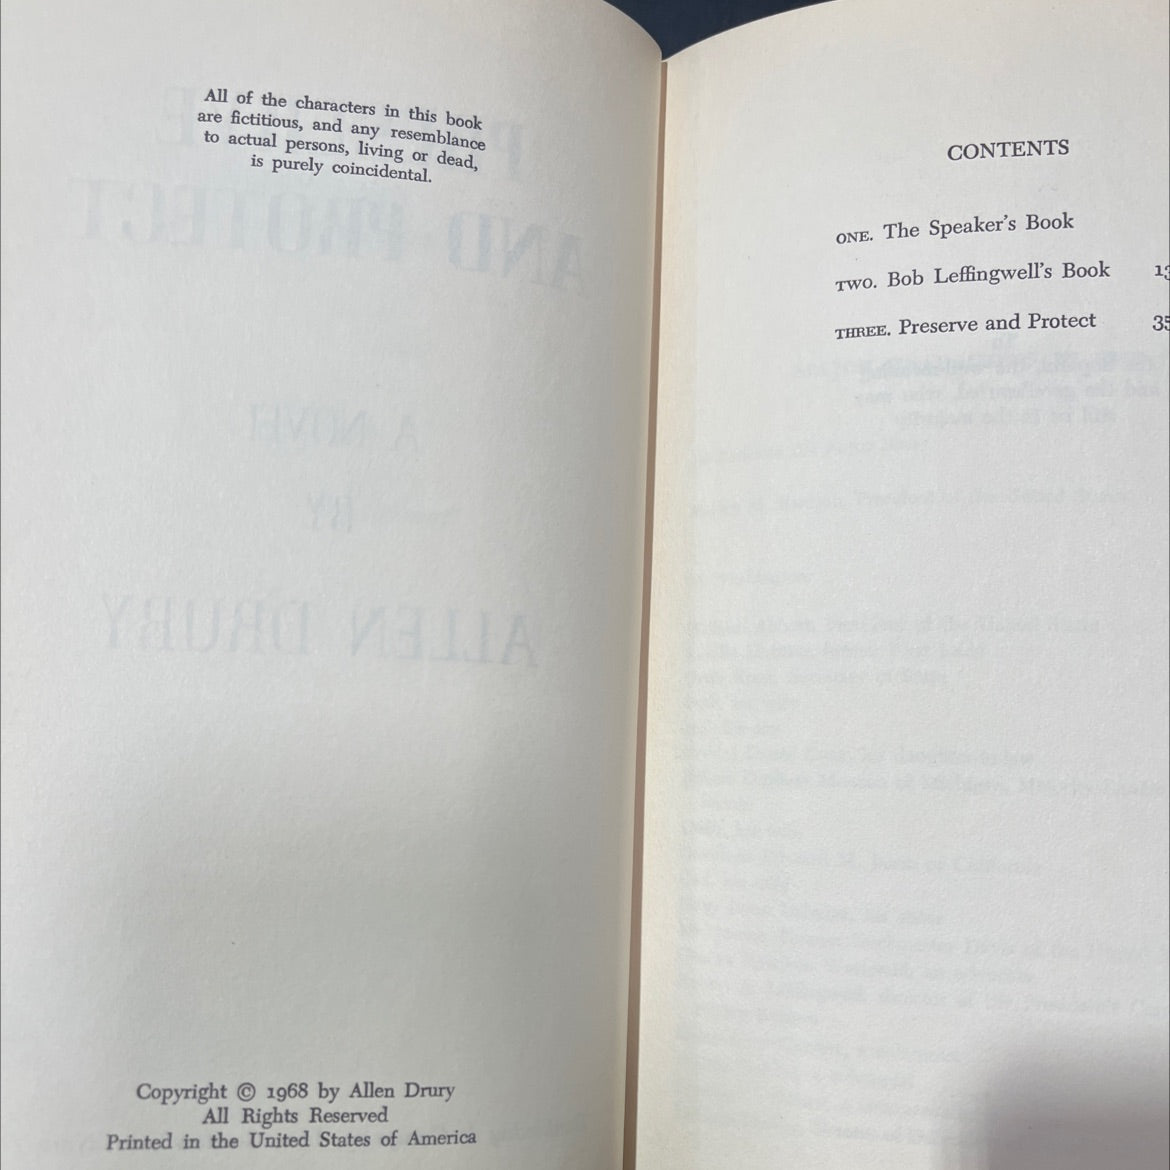 All of the characters in this book
are fictitious, and any resemblance
to actual persons, living or dead,
is purely coincidental.
Copyright © 1968 by Allen Drury
All Rights Reserved
Printed in the United States of America
CONTENTS
ONE. The Speaker's Book
TWO. Bob Leffingwell's Book
THREE. Preserve and Protect